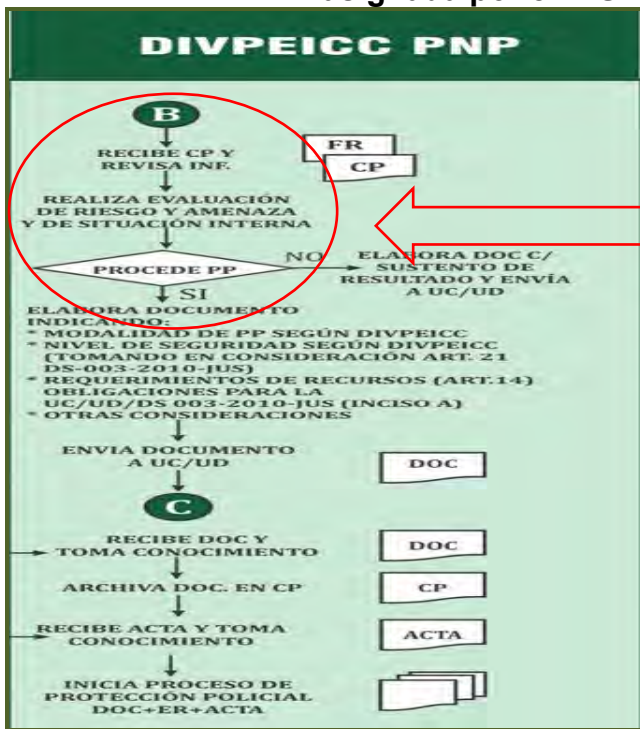 DIVPEICC PNP
B
RECIBE CP Y
REVISA INF.
FR
CP
REALIZA EVALUACIÓN
DE RIESGO Y AMENAZA
Y DE SITUACIÓN INTERNA
PROCEDE PP
NO
ELABORA DOC C/
SUSTENTO DE
RESULTADO Y ENVÍA
A UC/UD
SI
ELABORA DOCUMENTO
INDICANDO:
* MODALIDAD DE PP SEGÚN DIVPEICC
* NIVEL DE SEGURIDAD SEGÚN DIVPEICC
(TOMANDO EN CONSIDERACIÓN ART. 21
DS-003-2010-JUS)
* REQUERIMIENTOS DE RECURSOS (ART.14)
OBLIGACIONES PARA LA
UC/UD/DS 003-2010-JUS (INCISO A)
* OTRAS CONSIDERACIONES
ENVIA DOCUMENTO
A UC/UD
DOC
C
RECIBE DOC Y
TOMA CONOCIMIENTO
DOC
ARCHIVA DOC. EN CP
CP
RECIBE ACTA Y TOMA
CONOCIMIENTO
ACTA
INICIA PROCESO DE
PROTECCIÓN POLICIAL
DOC+ER+ACTA